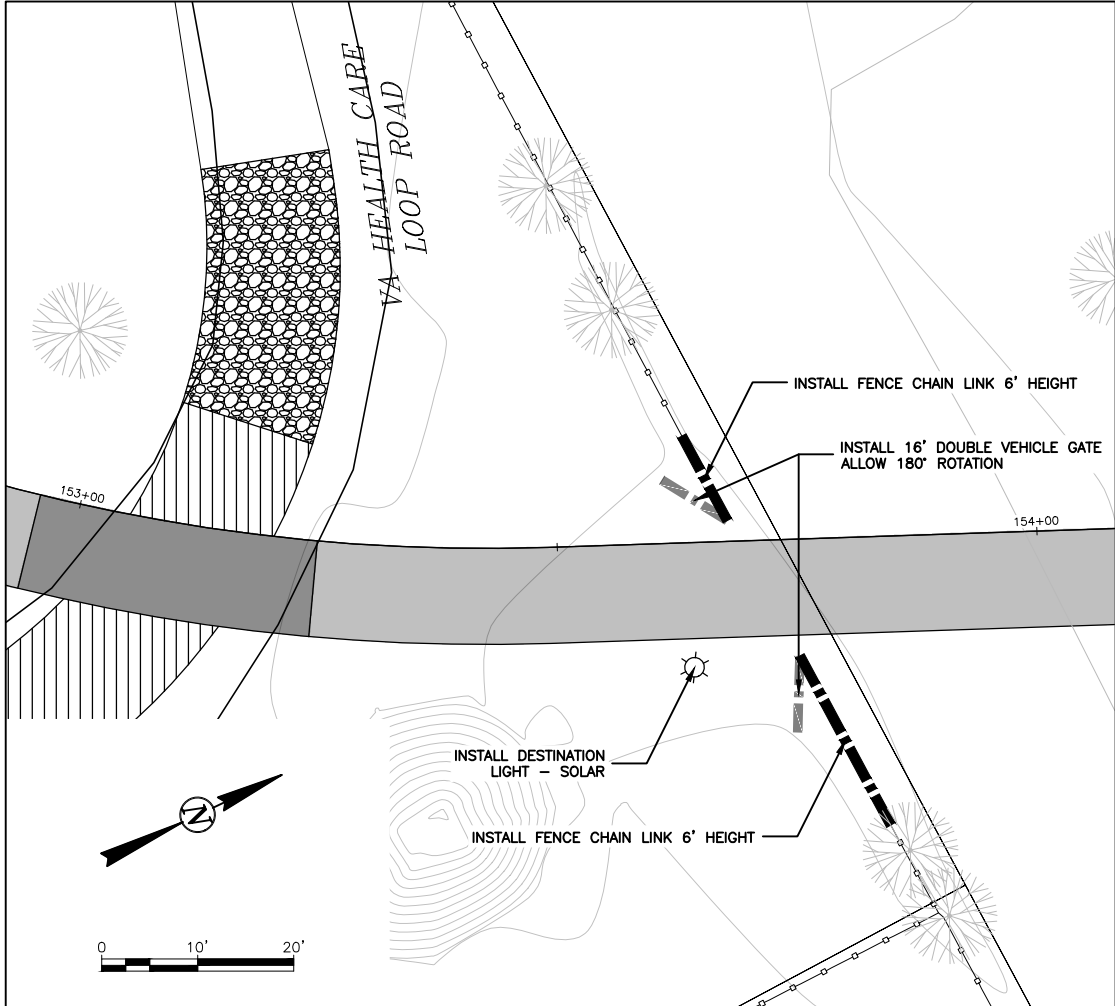 VA HEALTH CARE
LOOP ROAD
INSTALL FENCE CHAIN LINK 6' HEIGHT
INSTALL 16' DOUBLE VEHICLE GATE
ALLOW 180° ROTATION
153+00
154+00
INSTALL DESTINATION
LIGHT – SOLAR
INSTALL FENCE CHAIN LINK 6' HEIGHT
N
0 10' 20'